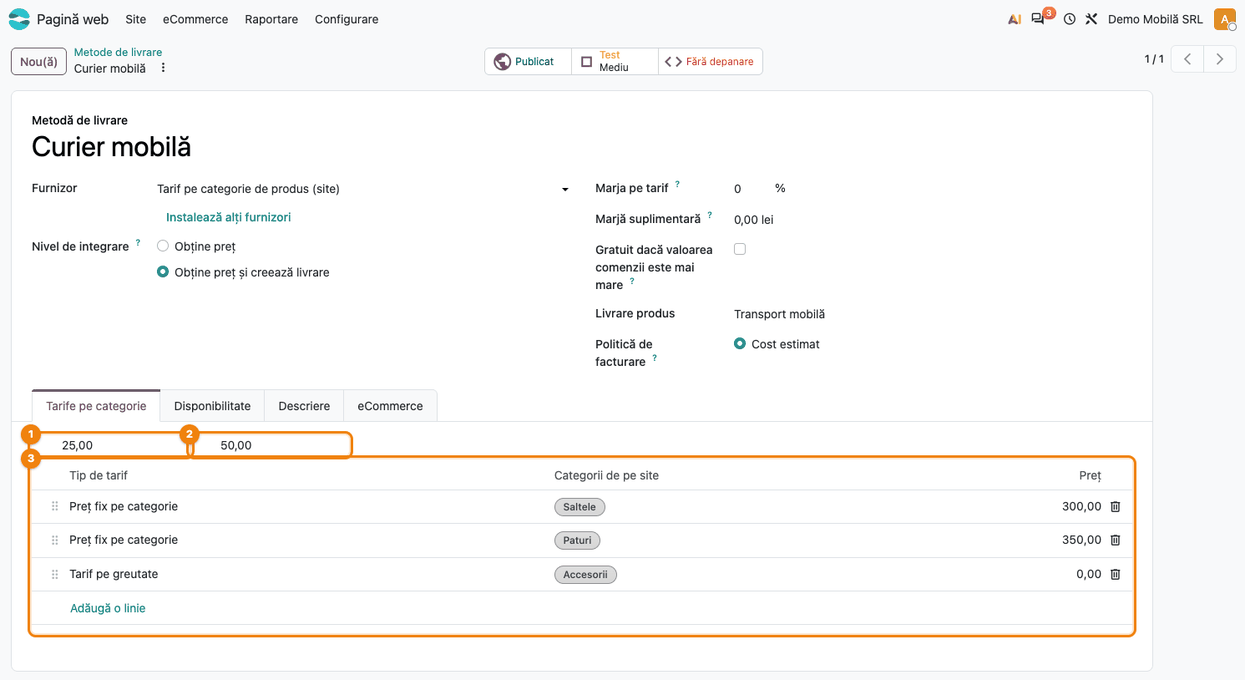 Pagină web Site eCommerce Raportare Configurare AI 3 Demo Mobilă SRL A
Nou(ă) Metode de livrare
Curier mobilă
Publicat
Test
Mediu
Fără depanare
1 / 1
Metodă de livrare
Curier mobilă
Furnizor Tarif pe categorie de produs (site)
Instalează alți furnizori
Nivel de integrare ? Obține preț
Obține preț și creează livrare
Marja pe tarif ? 0 %
Marjă suplimentară ? 0,00 lei
Gratuit dacă valoarea
comenzii este mai
mare ?
Livrare produs Transport mobilă
Politică de
facturare ? Cost estimat
Tarife pe categorie Disponibilitate Descriere eCommerce
1 25,00 2 50,00
3
Tip de tarif Categorii de pe site Preț
Preț fix pe categorie Saltele 300,00
Preț fix pe categorie Paturi 350,00
Tarif pe greutate Accesorii 0,00
Adăugă o linie